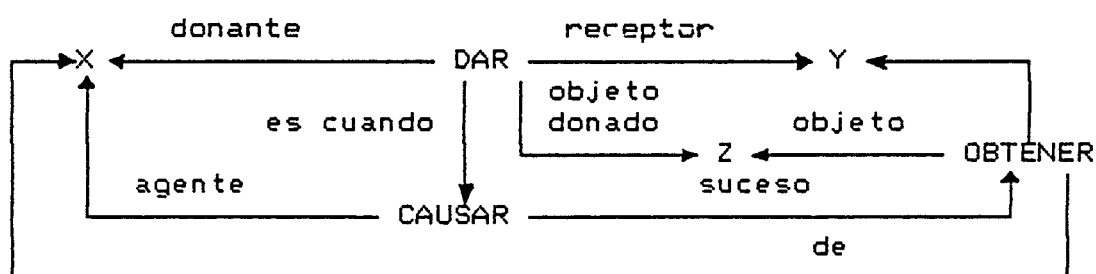 donante receptor
X DAR Y
objeto
es cuando donado objeto
Z OBTENER
agente suceso
CAUSAR
de